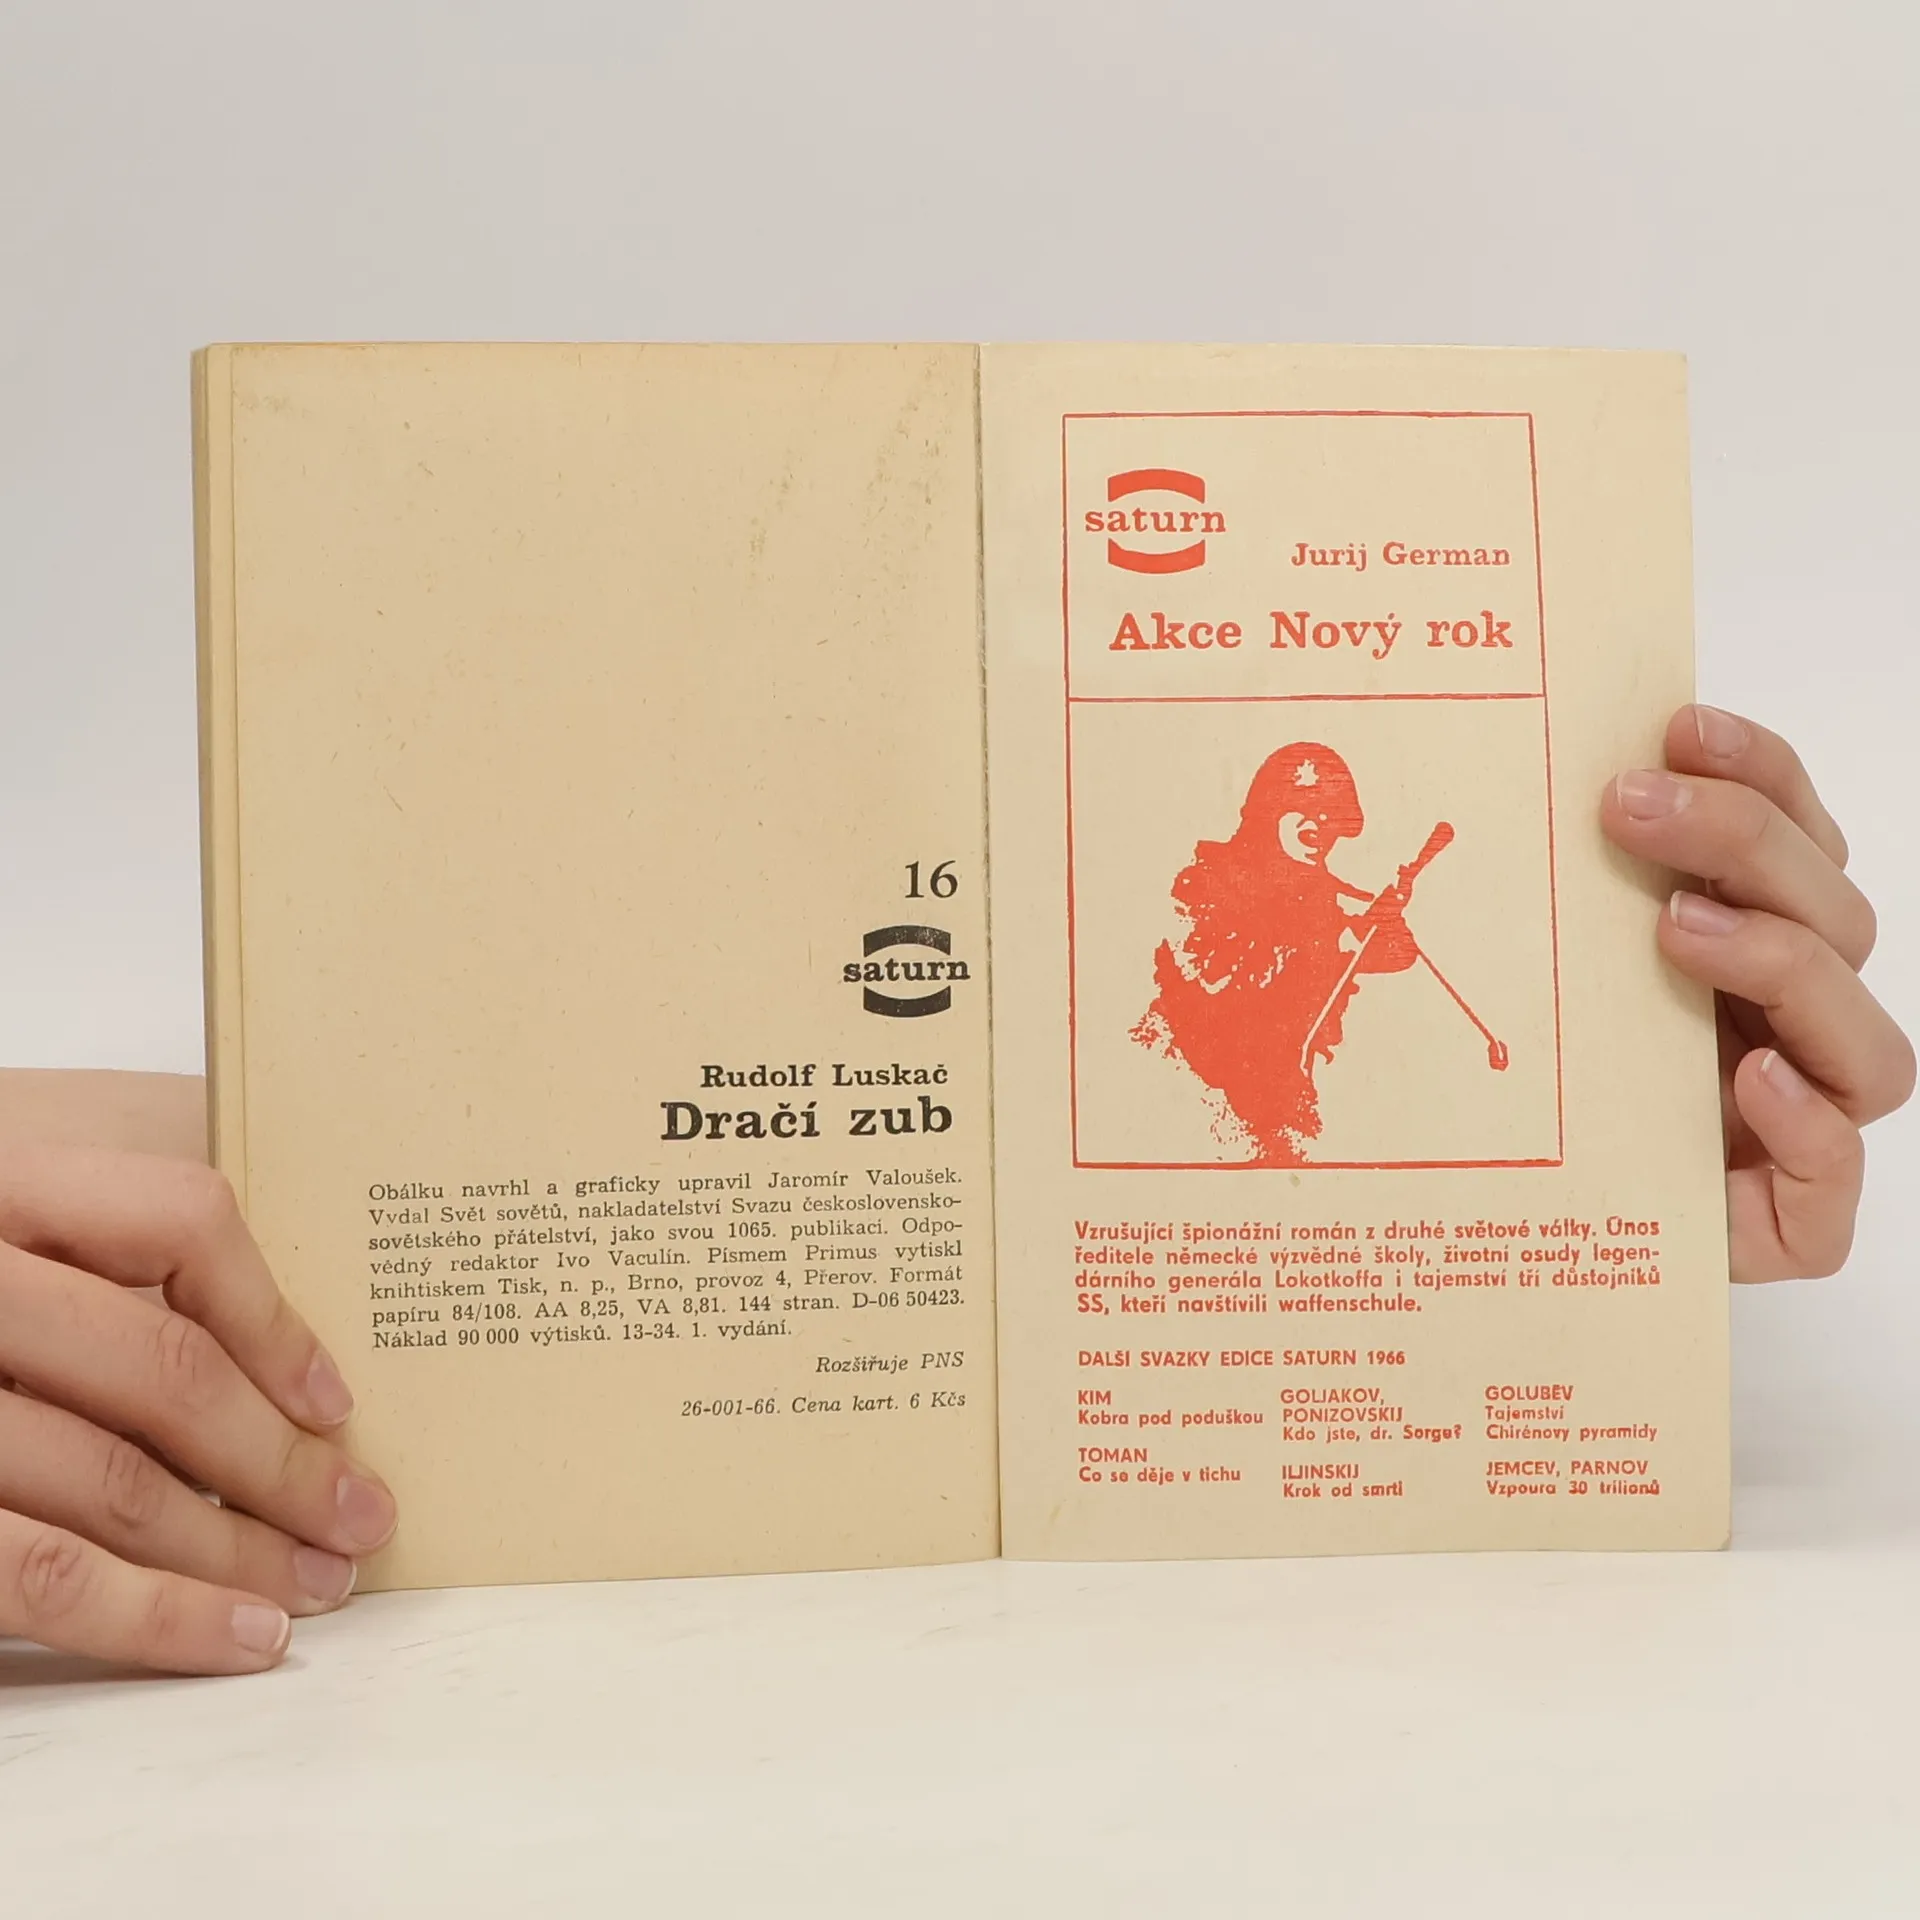 16
saturn
Rudolf Luskač
Dračí zub
Obálku navrhl a graficky upravil Jaromír Valoušek.
Vydal Svět sovětů, nakladatelství Svazu československo-
sovětského přátelství, jako svou 1065. publikaci. Odpo-
vědný redaktor Ivo Vaculín. Písmem Primus vytiskl
knihtiskem Tisk, n. p., Brno, provoz 4, Přerov. Formát
papíru 84/108. AA 8,25, VA 8,81. 144 stran. D-06 50423.
Náklad 90 000 výtisků. 13-34. 1. vydání.
Rozšiřuje PNS
26-001-66. Cena kart. 6 Kčs
saturn
Jurij German
Akce Nový rok
Vzrušující špionážní román z druhé světové války. Únos
ředitele německé výzvědné školy, životní osudy legen-
dárního generála Lokotkoffa i tajemství tří důstojníků
SS, kteří navštívili waffenschule.
DALŠÍ SVAZKY EDICE SATURN 1966
KIM
Kobra pod poduškou
TOMAN
Co se děje v tichu
GOLJAKOV,
PONIZOVSKIJ
Kdo jste, dr. Sorge?
ILJINSKIJ
Krok od smrti
GOLUBĚV
Tajemství
Chirénovy pyramidy
JEMCEV, PARNOV
Vzpoura 30 trilionů